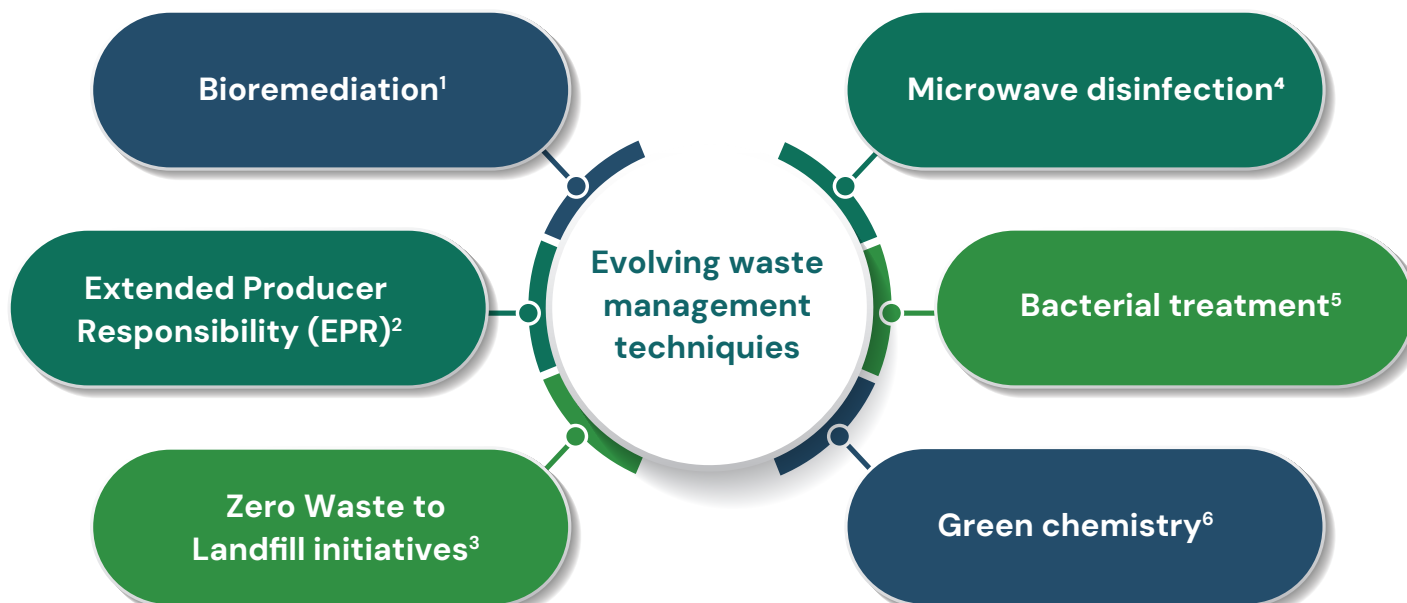 Bioremediation¹
Extended Producer
Responsibility (EPR)²
Zero Waste to
Landfill initiatives³
Evolving waste
management
techniquies
Microwave disinfection⁴
Bacterial treatment⁵
Green chemistry⁶